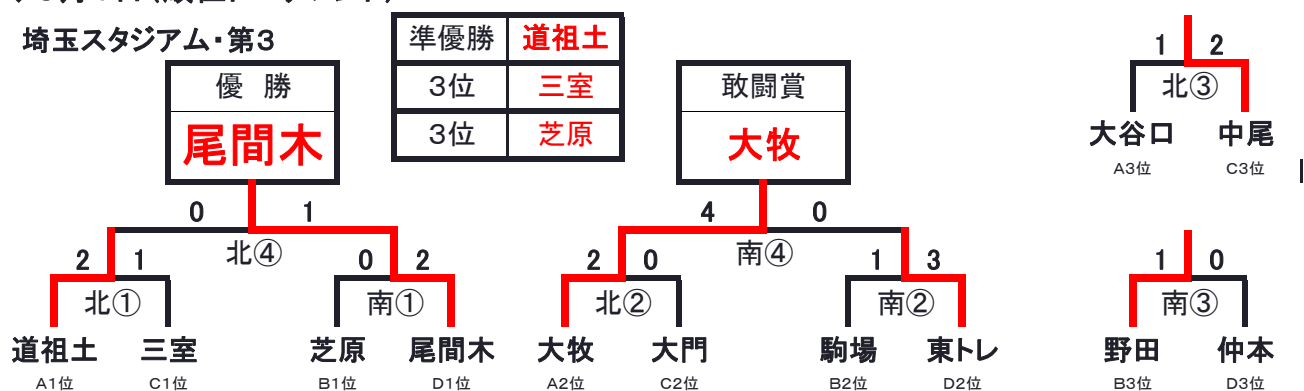 埼玉スタジアム・第3
準優勝 道祖土
3位 三室
3位 芝原
優 勝
尾間木
敢闘賞
大牧
1 2
北③
大谷口 中尾
A3位 C3位
0 1
北④
4 0
南④
2 1
北①
0 2
南①
2 0
北②
1 3
南②
1 0
南③
道祖土 三室 芝原 尾間木 大牧 大門 駒場 東トレ 野田 仲本
A1位 C1位 B1位 D1位 A2位 C2位 B2位 D2位 B3位 D3位